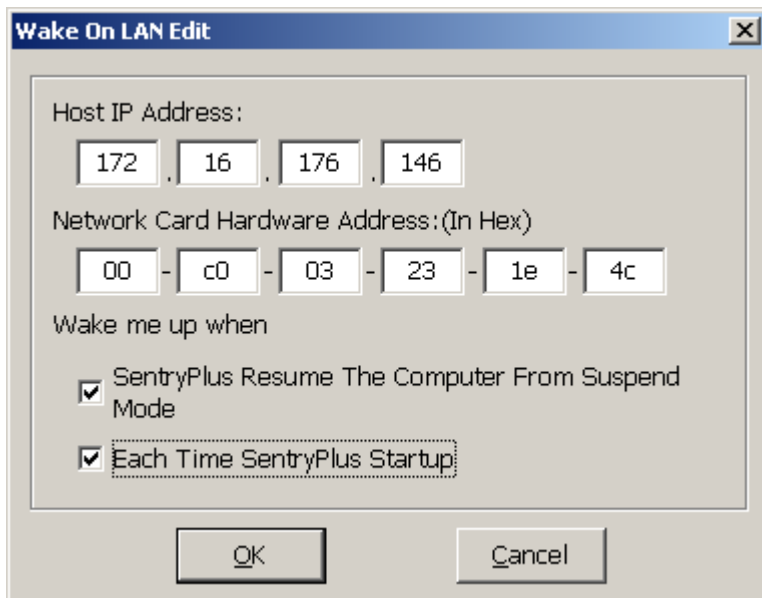 Wake On LAN Edit
Host IP Address:
172 . 16 . 176 . 146
Network Card Hardware Address:(In Hex)
00 - c0 - 03 - 23 - 1e - 4c
Wake me up when
SentryPlus Resume The Computer From Suspend
Mode
Each Time SentryPlus Startup
OK Cancel